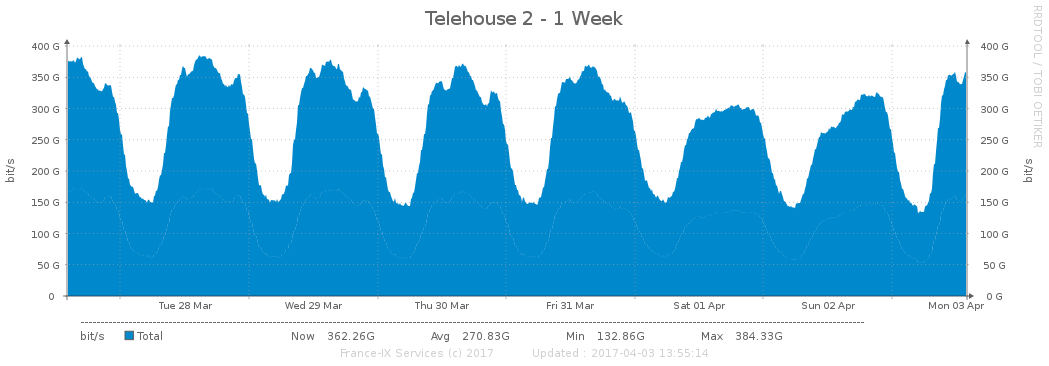 Telehouse 2 - 1 Week
RRDTOOL / TOBI OETIKER
400 G 400 G
350 G 350 G
300 G 300 G
250 G 250 G
200 G 200 G
150 G 150 G
100 G 100 G
50 G 50 G
0 0 G
bit/s
bit/s
Tue 28 Mar Wed 29 Mar Thu 30 Mar Fri 31 Mar Sat 01 Apr Sun 02 Apr Mon 03 Apr
bit/s Total Now 362.26G Avg 270.83G Min 132.86G Max 384.33G
France-IX Services (c) 2017 Updated : 2017-04-03 13:55:14